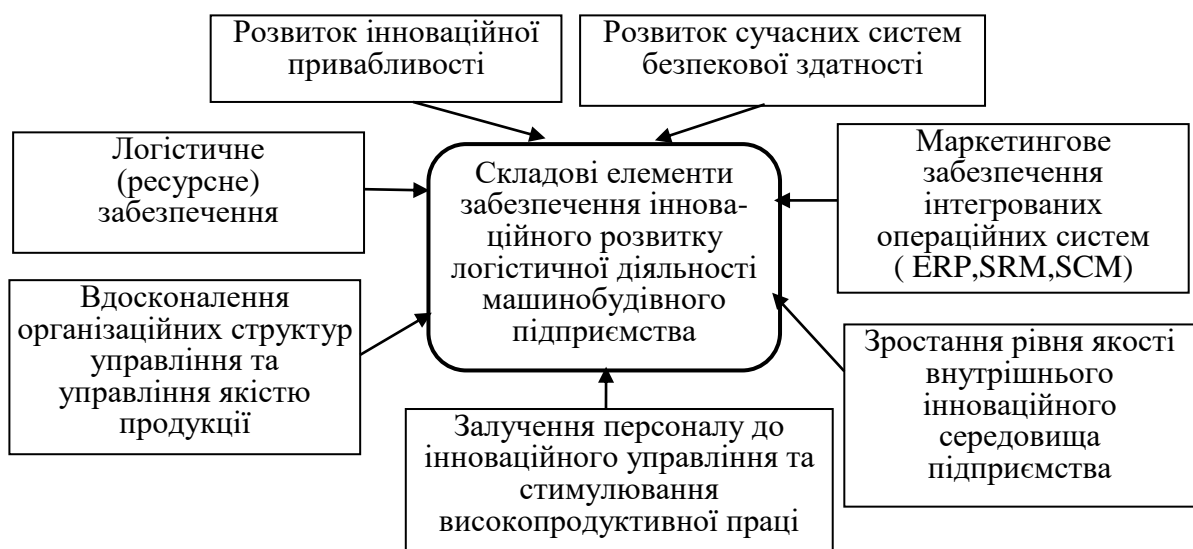 Розвиток інноваційної
привабливості
Розвиток сучасних систем
безпекової здатності
Логістичне
(ресурсне)
забезпечення
Складові елементи
забезпечення іннова-
ційного розвитку
логістичної діяльності
машинобудівного
підприємства
Маркетингове
забезпечення
інтегрованих
операційних систем
( ERP,SRM,SCM)
Вдосконалення
організаційних структур
управління та
управління якістю
продукції
Залучення персоналу до
інноваційного управління та
стимулювання
високопродуктивної праці
Зростання рівня якості
внутрішнього
інноваційного
середовища
підприємства